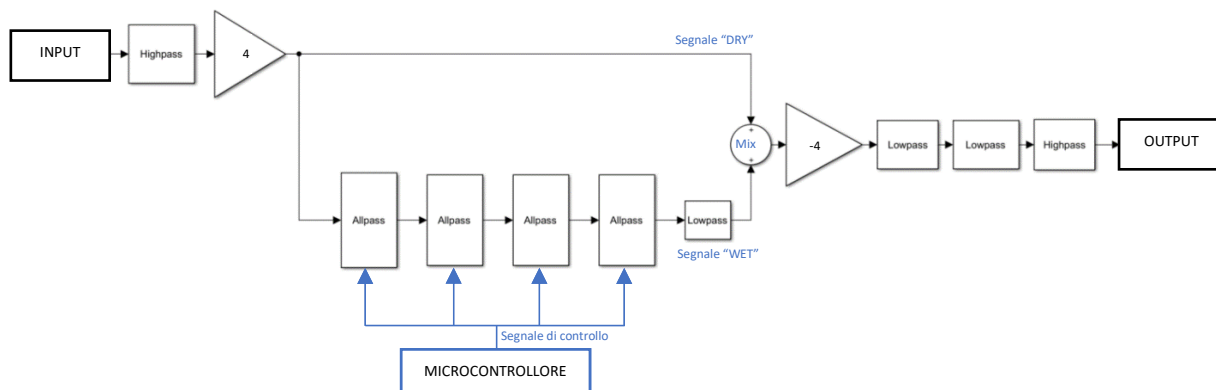 INPUT
Highpass
4
Segnale “DRY”
Mix
+
+
-4
Lowpass
Lowpass
Highpass
OUTPUT
Allpass
Allpass
Allpass
Allpass
Lowpass
Segnale “WET”
Segnale di controllo
MICROCONTROLLORE